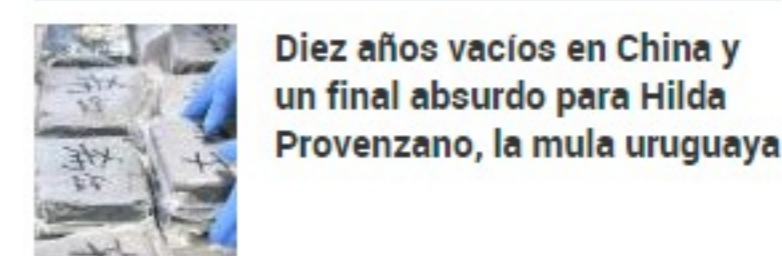 Diez años vacíos en China y
un final absurdo para Hilda
Provenzano, la mula uruguaya